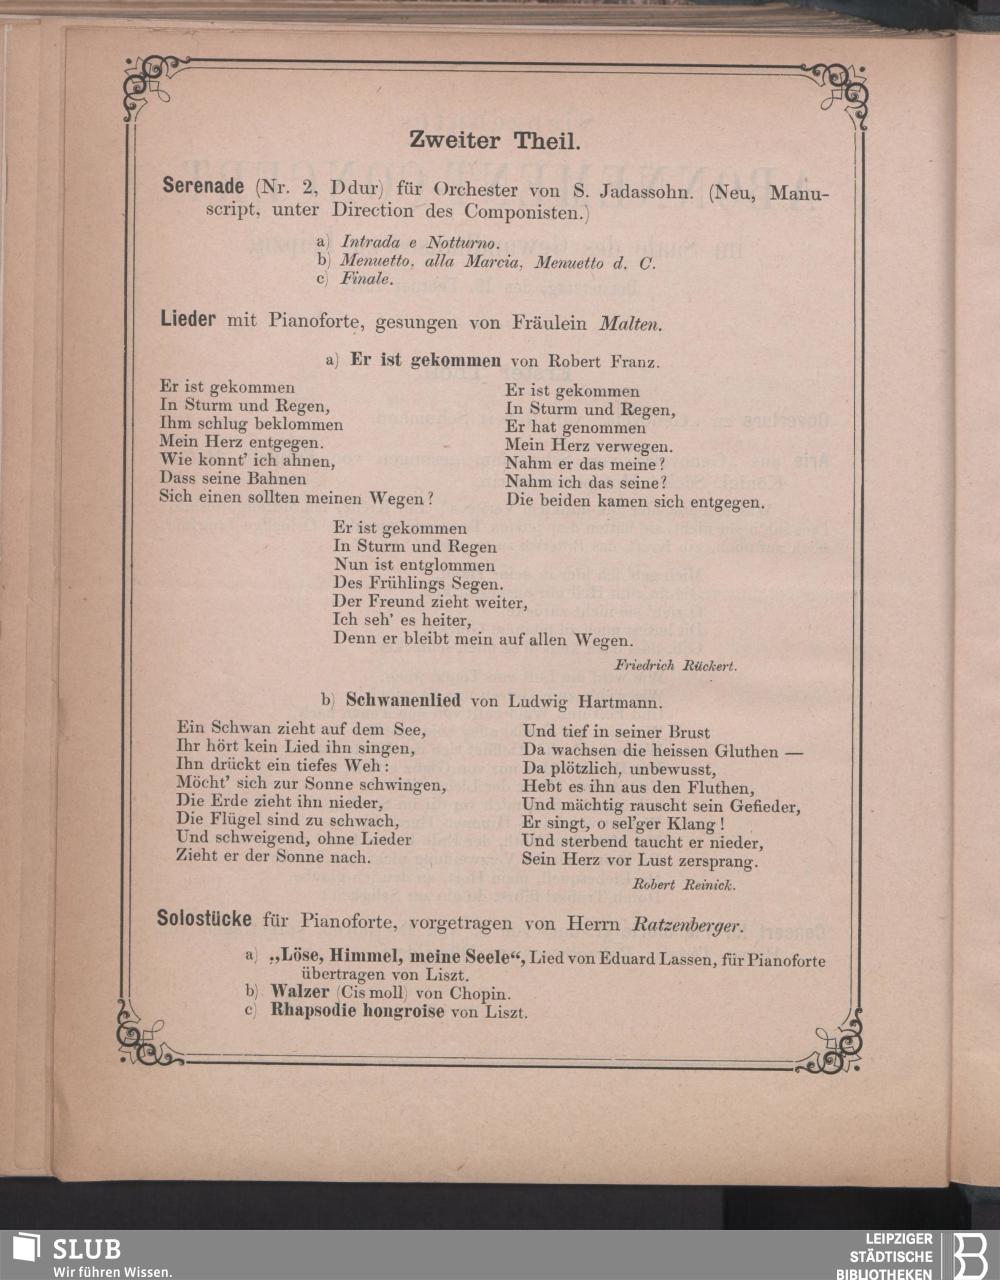 Zweiter Theil.
Serenade (Nr. 2, Ddur) für Orchester von S. Jadassohn. (Neu, Manu-
script, unter Direction des Componisten.)
a) Intrada e Notturno.
b) Menuetto, alla Marcia, Menuetto d. C.
c) Finale.
Lieder mit Pianoforte, gesungen von Fräulein Malten.
a) Er ist gekommen von Robert Franz.
Er ist gekommen
In Sturm und Regen,
Ihm schlug beklommen
Mein Herz entgegen.
Wie konnt' ich ahnen,
Dass seine Bahnen
Sich einen sollten meinen Wegen?
Er ist gekommen
In Sturm und Regen,
Er hat genommen
Mein Herz verwegen.
Nahm er das meine?
Nahm ich das seine?
Die beiden kamen sich entgegen.
Er ist gekommen
In Sturm und Regen
Nun ist entglommen
Des Frühlings Segen.
Der Freund zieht weiter,
Ich seh' es heiter,
Denn er bleibt mein auf allen Wegen.
Friedrich Rückert.
b) Schwanenlied von Ludwig Hartmann.
Ein Schwan zieht auf dem See,
Ihr hört kein Lied ihn singen,
Ihn drückt ein tiefes Weh:
Möcht' sich zur Sonne schwingen,
Die Erde zieht ihn nieder,
Die Flügel sind zu schwach,
Und schweigend, ohne Lieder
Zieht er der Sonne nach.
Und tief in seiner Brust
Da wachsen die heissen Gluthen —
Da plötzlich, unbewusst,
Hebt es ihn aus den Fluthen,
Und mächtig rauscht sein Gefieder,
Er singt, o sel'ger Klang!
Und sterbend taucht er nieder,
Sein Herz vor Lust zersprang.
Robert Reinick.
Solostücke für Pianoforte, vorgetragen von Herrn Ratzenberger.
a) „Löse, Himmel, meine Seele“, Lied von Eduard Lassen, für Pianoforte
übertragen von Liszt.
b) Walzer (Cis moll) von Chopin.
c) Rhapsodie hongroise von Liszt.
SLUB
Wir führen Wissen.
LEIPZIGER
STÄDTISCHE
BIBLIOTHEKEN